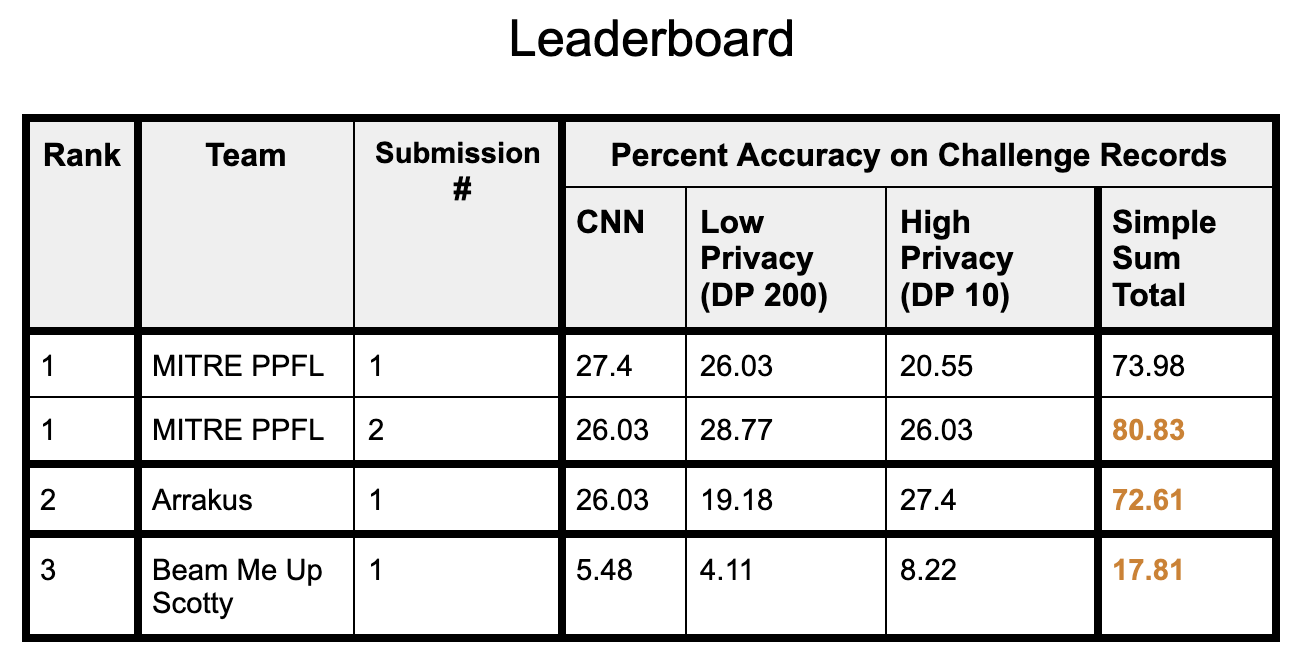 Leaderboard
Rank Team Submission # Percent Accuracy on Challenge Records
CNN Low Privacy (DP 200) High Privacy (DP 10) Simple Sum Total
1 MITRE PPFL 1 27.4 26.03 20.55 73.98
1 MITRE PPFL 2 26.03 28.77 26.03 80.83
2 Arrakus 1 26.03 19.18 27.4 72.61
3 Beam Me Up Scotty 1 5.48 4.11 8.22 17.81